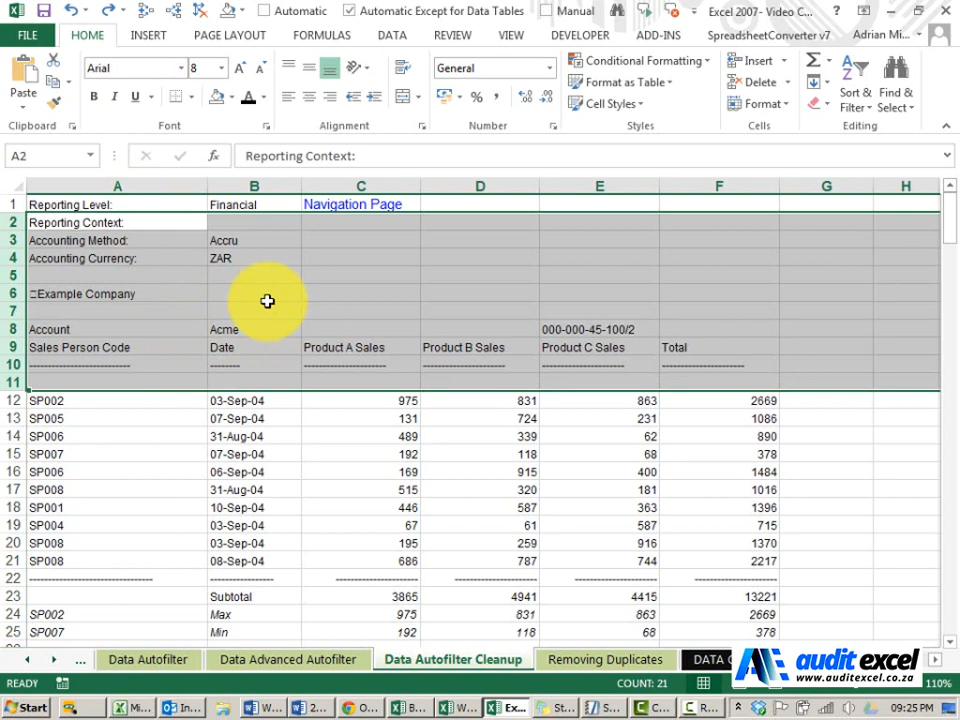 Automatic Automatic Except for Data Tables Manual Excel 2007- Video C... ?
FILE HOME INSERT PAGE LAYOUT FORMULAS DATA REVIEW VIEW DEVELOPER ADD-INS SpreadsheetConverter v7 Adrian Mi...
Paste Arial 8 General Conditional Formatting Insert
B I U Format as Table Delete Sort & Find &
Cell Styles Format Filter Select
Clipboard Font Alignment Number Styles Cells Editing
A2 Reporting Context:
A B C D E F G H
1 Reporting Level: Financial Navigation Page
2 Reporting Context:
3 Accounting Method: Accru
4 Accounting Currency: ZAR
5
6 □Example Company
7
8 Account Acme 000-000-45-100/2
9 Sales Person Code Date Product A Sales Product B Sales Product C Sales Total
10 -------------------------- -------- --------------------- --------------------- --------------------- ---------------------
11
12 SP002 03-Sep-04 975 831 863 2669
13 SP005 07-Sep-04 131 724 231 1086
14 SP006 31-Aug-04 489 339 62 890
15 SP007 07-Sep-04 192 118 68 378
16 SP006 06-Sep-04 169 915 400 1484
17 SP008 31-Aug-04 515 320 181 1016
18 SP001 10-Sep-04 446 587 363 1396
19 SP004 03-Sep-04 67 61 587 715
20 SP008 03-Sep-04 195 259 916 1370
21 SP008 08-Sep-04 686 787 744 2217
22 -------------------------------- ---------------- --------------------- --------------------- --------------------- ---------------------
23 Subtotal 3865 4941 4415 13221
24 SP002 Max 975 831 863 2669
25 SP007 Min 192 118 68 378
... Data Autofilter Data Advanced Autofilter Data Autofilter Cleanup Removing Duplicates DATA
audit excel
www.auditexcel.co.za
READY COUNT: 21 110%
Start Mi... In... W... 2... O... B... W... Ex... St... S... C... R... 09:25 PM